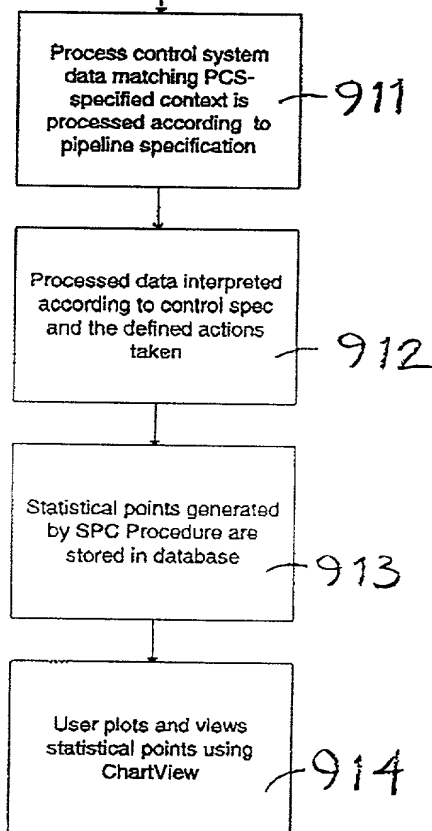 Process control system
data matching PCS-
specified context is
processed according to
pipeline specification
911
Processed data interpreted
according to control spec
and the defined actions
taken
912
Statistical points generated
by SPC Procedure are
stored in database
913
User plots and views
statistical points using
ChartView
914